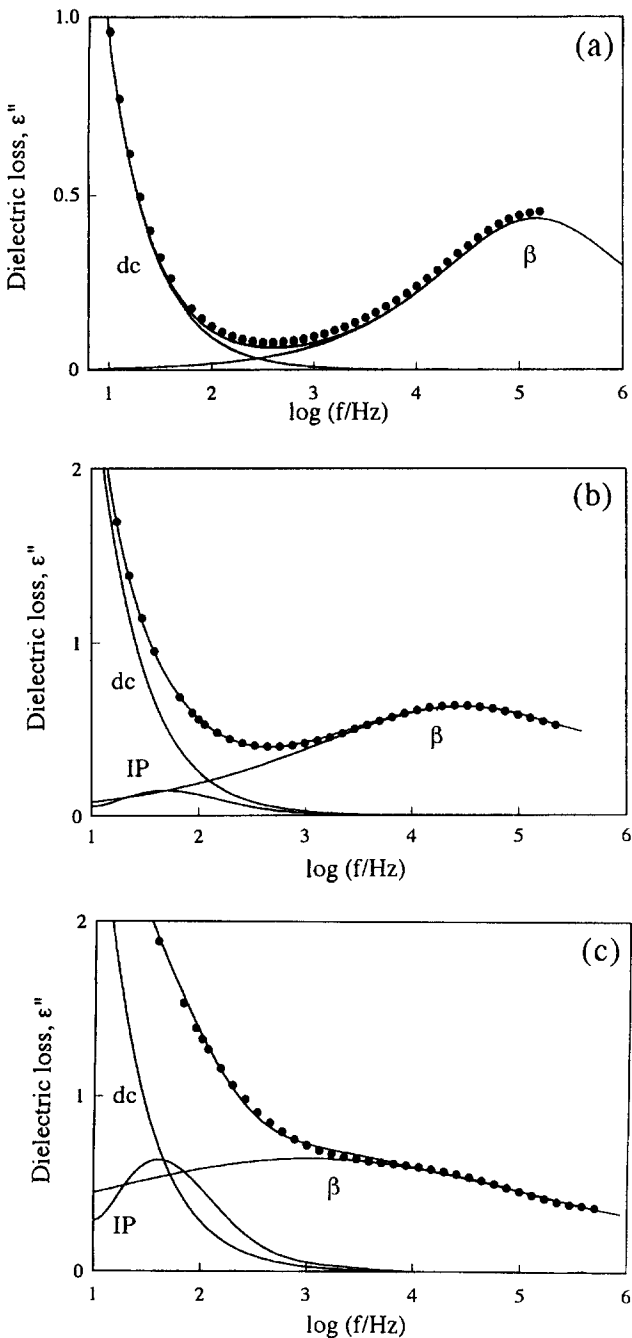 (a)
1.0
0.5
0
Dielectric loss, ε"
dc
β
1 2 3 4 5 6
log (f/Hz)
(b)
2
1
0
Dielectric loss, ε"
dc
IP
β
1 2 3 4 5 6
log (f/Hz)
(c)
2
1
0
Dielectric loss, ε"
dc
IP
β
1 2 3 4 5 6
log (f/Hz)